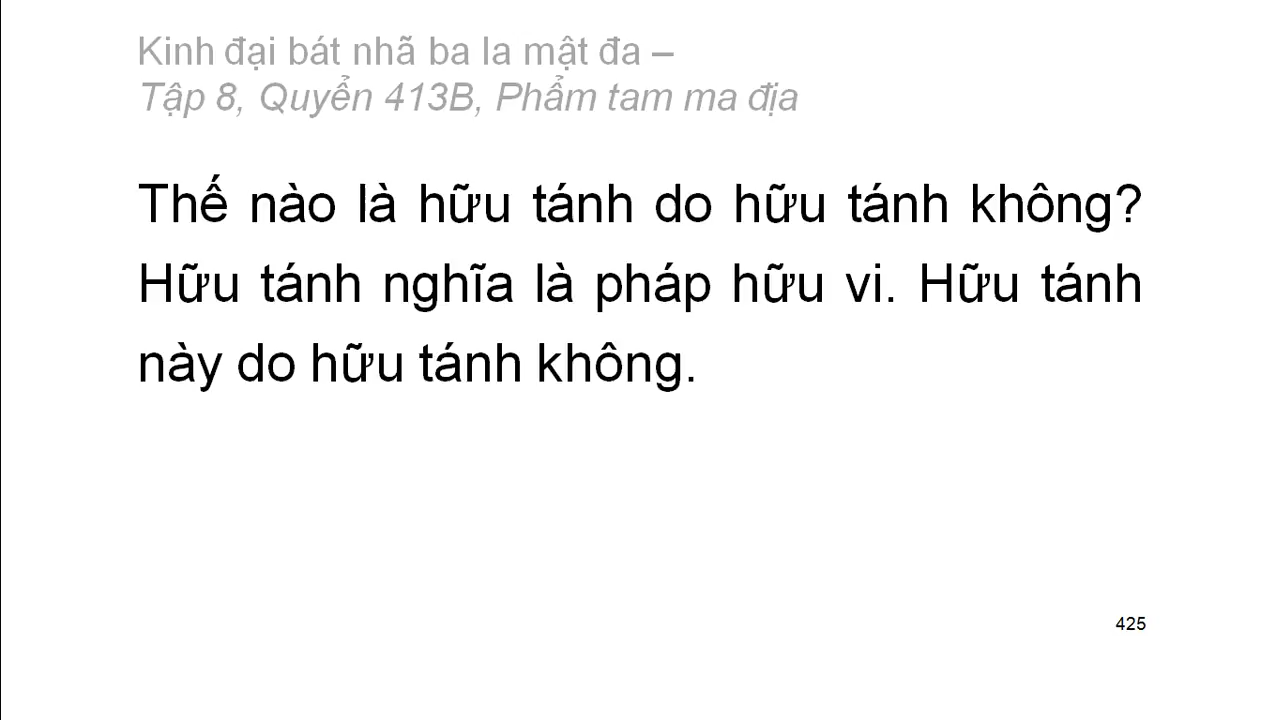 Kinh đại bát nhã ba la mật đa –
Tập 8, Quyển 413B, Phẩm tam ma địa
Thế nào là hữu tánh do hữu tánh không?
Hữu tánh nghĩa là pháp hữu vi. Hữu tánh
này do hữu tánh không.
425